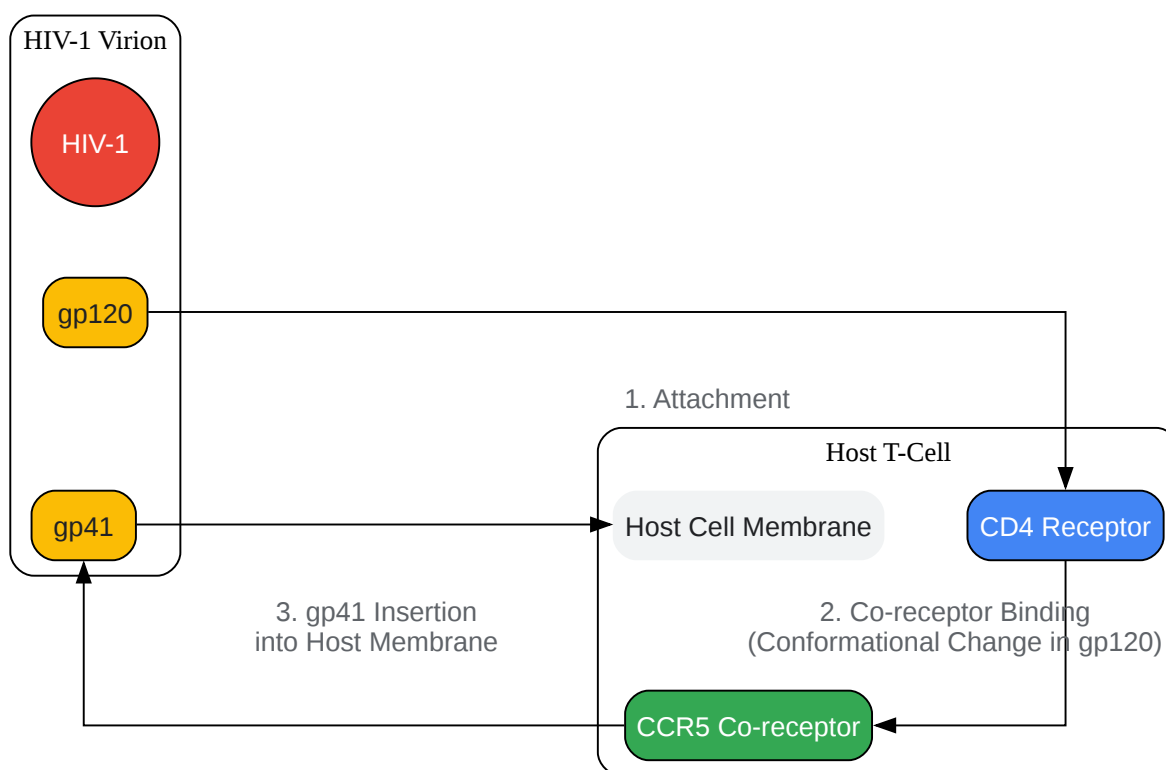 HIV-1 Virion
HIV-1
gp120
1. Attachment
Host T-Cell
gp41
Host Cell Membrane
CD4 Receptor
3. gp41 Insertion
into Host Membrane
2. Co-receptor Binding
(Conformational Change in gp120)
CCR5 Co-receptor